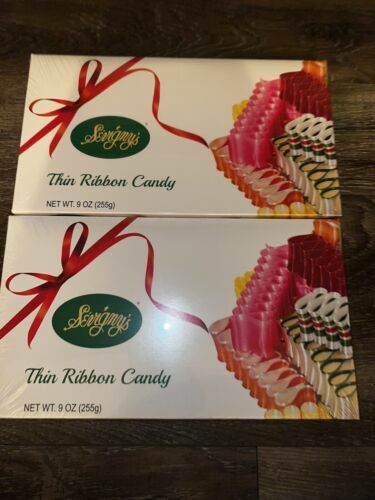 Sevigny's
Thin Ribbon Candy
NET WT. 9 OZ (255g)
Sevigny's
Thin Ribbon Candy
NET WT. 9 OZ (255g)